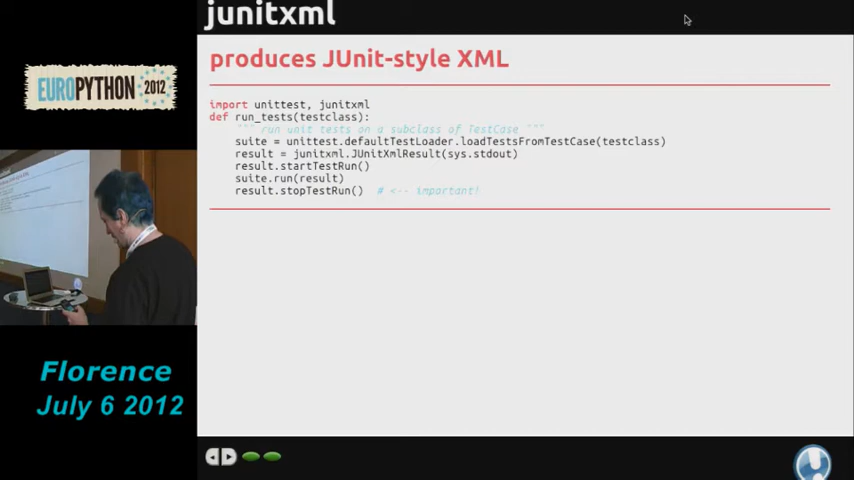 junitxml
produces JUnit-style XML
EUROPYTHON 2012
import unittest, junitxml
def run_tests(testclass):
""" run unit tests on a subclass of TestCase """
suite = unittest.defaultTestLoader.loadTestsFromTestCase(testclass)
result = junitxml.JUnitXmlResult(sys.stdout)
result.startTestRun()
suite.run(result)
result.stopTestRun()  # <-- important!
Florence
July 6 2012